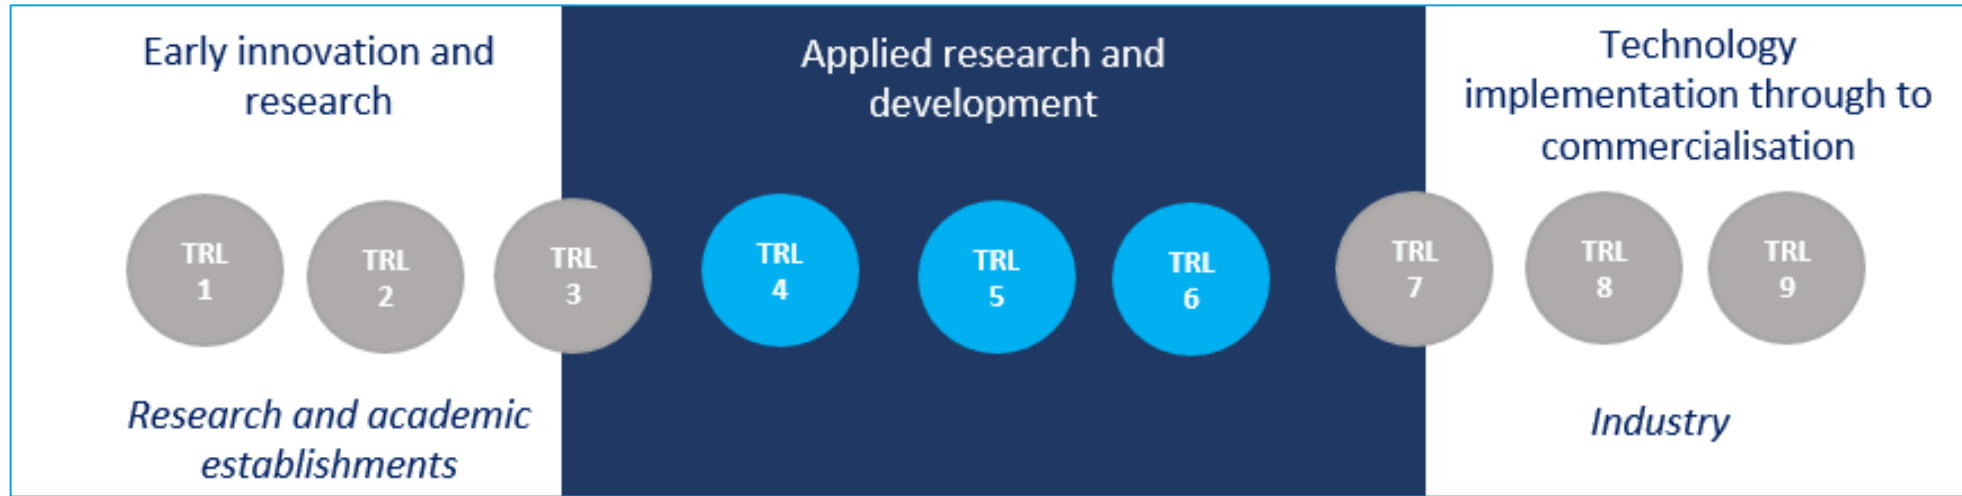 Early innovation and
research
Applied research and
development
Technology
implementation through to
commercialisation
TRL
1
TRL
2
TRL
3
TRL
4
TRL
5
TRL
6
TRL
7
TRL
8
TRL
9
Research and academic
establishments
Industry